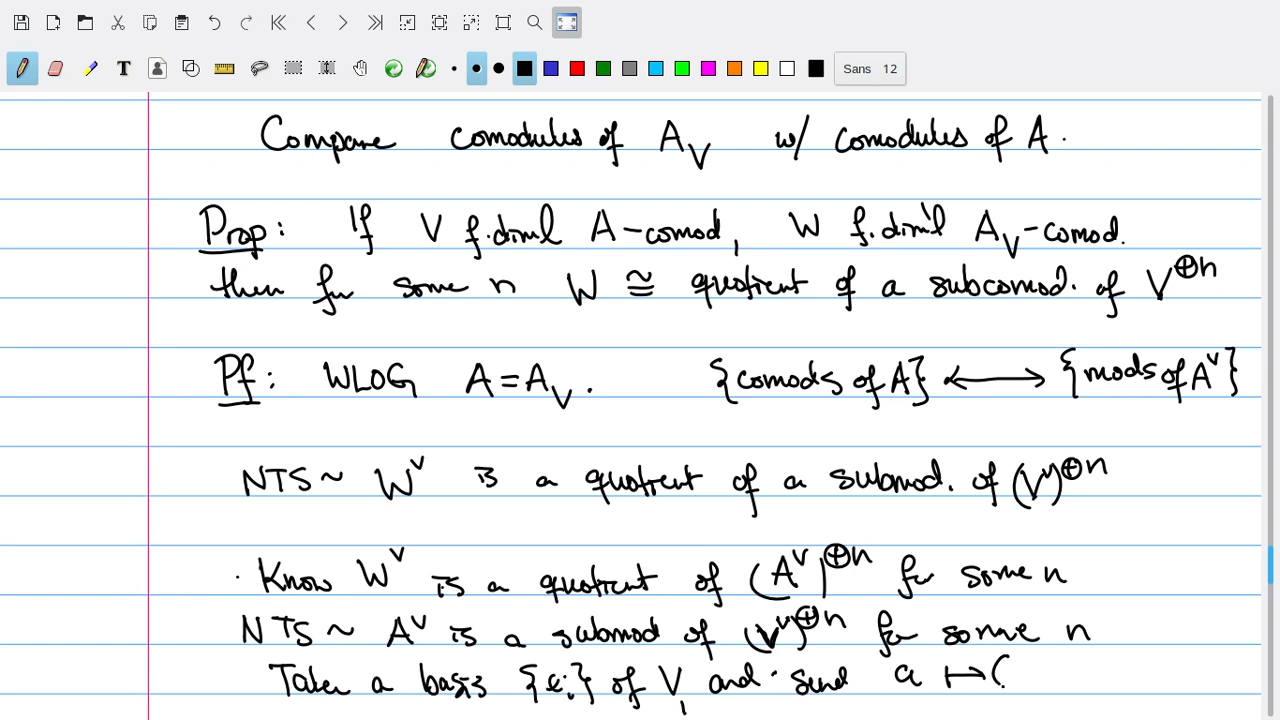 Sans 12
Compare comodules of A_V w/ comodules of A.
Prop: If V f.dim'l A-comod, W f.dim'l A_V-comod.
then for some n W ≅ quotient of a subcomod. of V^⊕n
Pf: WLOG A = A_V. {comods of A} ⟷ {mods of A^∨}
NTS ~ W^∨ is a quotient of a submod. of (V^∨)^⊕n
· Know W^∨ is a quotient of (A^∨)^⊕n for some n
NTS ~ A^∨ is a submod of (V^∨)^⊕n for some n
Take a basis {e_i} of V, and send a ↦ (